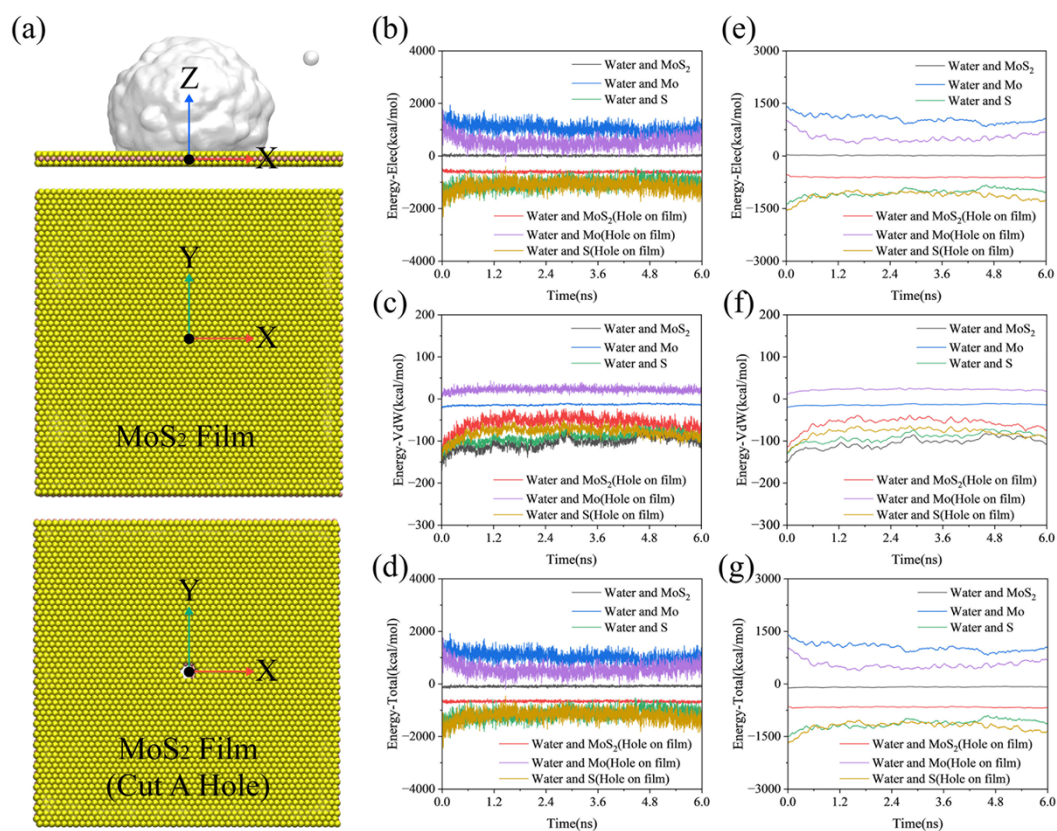 (a)
Z
X
Y
X
MoS₂ Film
Y
X
MoS₂ Film
(Cut A Hole)
(b)
4000
2000
0
−2000
−4000
Energy-Elec(kcal/mol)
Water and MoS₂
Water and Mo
Water and S
Water and MoS₂(Hole on film)
Water and Mo(Hole on film)
Water and S(Hole on film)
0.0 1.2 2.4 3.6 4.8 6.0
Time(ns)
(e)
3000
1500
0
−1500
−3000
Energy-Elec(kcal/mol)
Water and MoS₂
Water and Mo
Water and S
Water and MoS₂(Hole on film)
Water and Mo(Hole on film)
Water and S(Hole on film)
0.0 1.2 2.4 3.6 4.8 6.0
Time(ns)
(c)
200
100
0
−100
−200
−300
Energy-VdW(kcal/mol)
Water and MoS₂
Water and Mo
Water and S
Water and MoS₂(Hole on film)
Water and Mo(Hole on film)
Water and S(Hole on film)
0.0 1.2 2.4 3.6 4.8 6.0
Time(ns)
(f)
200
100
0
−100
−200
−300
Energy-VdW(kcal/mol)
Water and MoS₂
Water and Mo
Water and S
Water and MoS₂(Hole on film)
Water and Mo(Hole on film)
Water and S(Hole on film)
0.0 1.2 2.4 3.6 4.8 6.0
Time(ns)
(d)
4000
2000
0
−2000
−4000
Energy-Total(kcal/mol)
Water and MoS₂
Water and Mo
Water and S
Water and MoS₂(Hole on film)
Water and Mo(Hole on film)
Water and S(Hole on film)
0.0 1.2 2.4 3.6 4.8 6.0
Time(ns)
(g)
3000
1500
0
−1500
−3000
Energy-Total(kcal/mol)
Water and MoS₂
Water and Mo
Water and S
Water and MoS₂(Hole on film)
Water and Mo(Hole on film)
Water and S(Hole on film)
0.0 1.2 2.4 3.6 4.8 6.0
Time(ns)